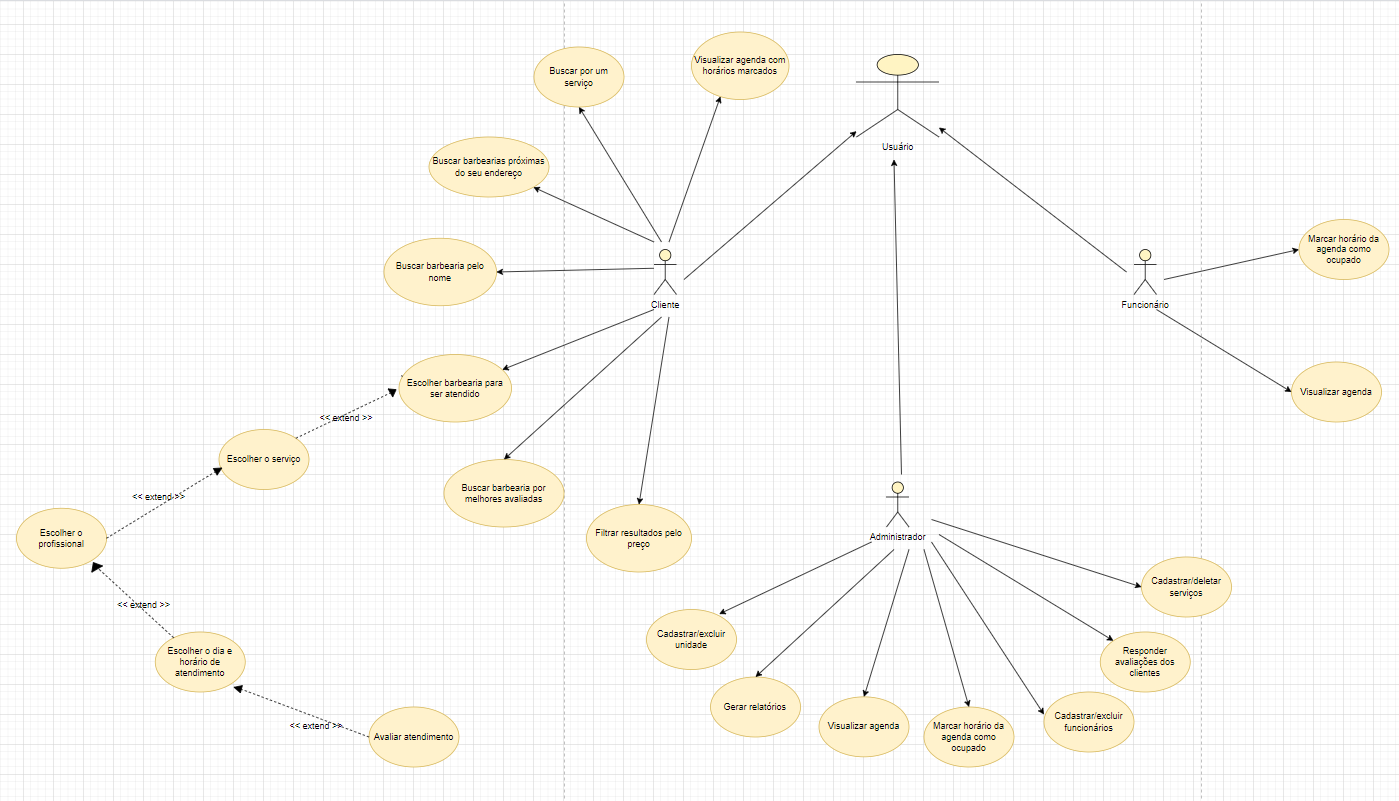 Buscar por um
serviço
Visualizar agenda com
horários marcados
Usuário
Buscar barbearias próximas
do seu endereço
Buscar barbearia pelo
nome
Cliente
Funcionário
Marcar horário da
agenda como
ocupado
Visualizar agenda
Escolher barbearia para
ser atendido
<< extend >>
Escolher o serviço
<< extend >>
Escolher o
profissional
Buscar barbearia por
melhores avaliadas
Filtrar resultados pelo
preço
Administrador
<< extend >>
Escolher o dia e
horário de
atendimento
<< extend >>
Avaliar atendimento
Cadastrar/excluir
unidade
Gerar relatórios
Visualizar agenda
Marcar horário da
agenda como
ocupado
Cadastrar/excluir
funcionários
Responder
avaliações dos
clientes
Cadastrar/deletar
serviços